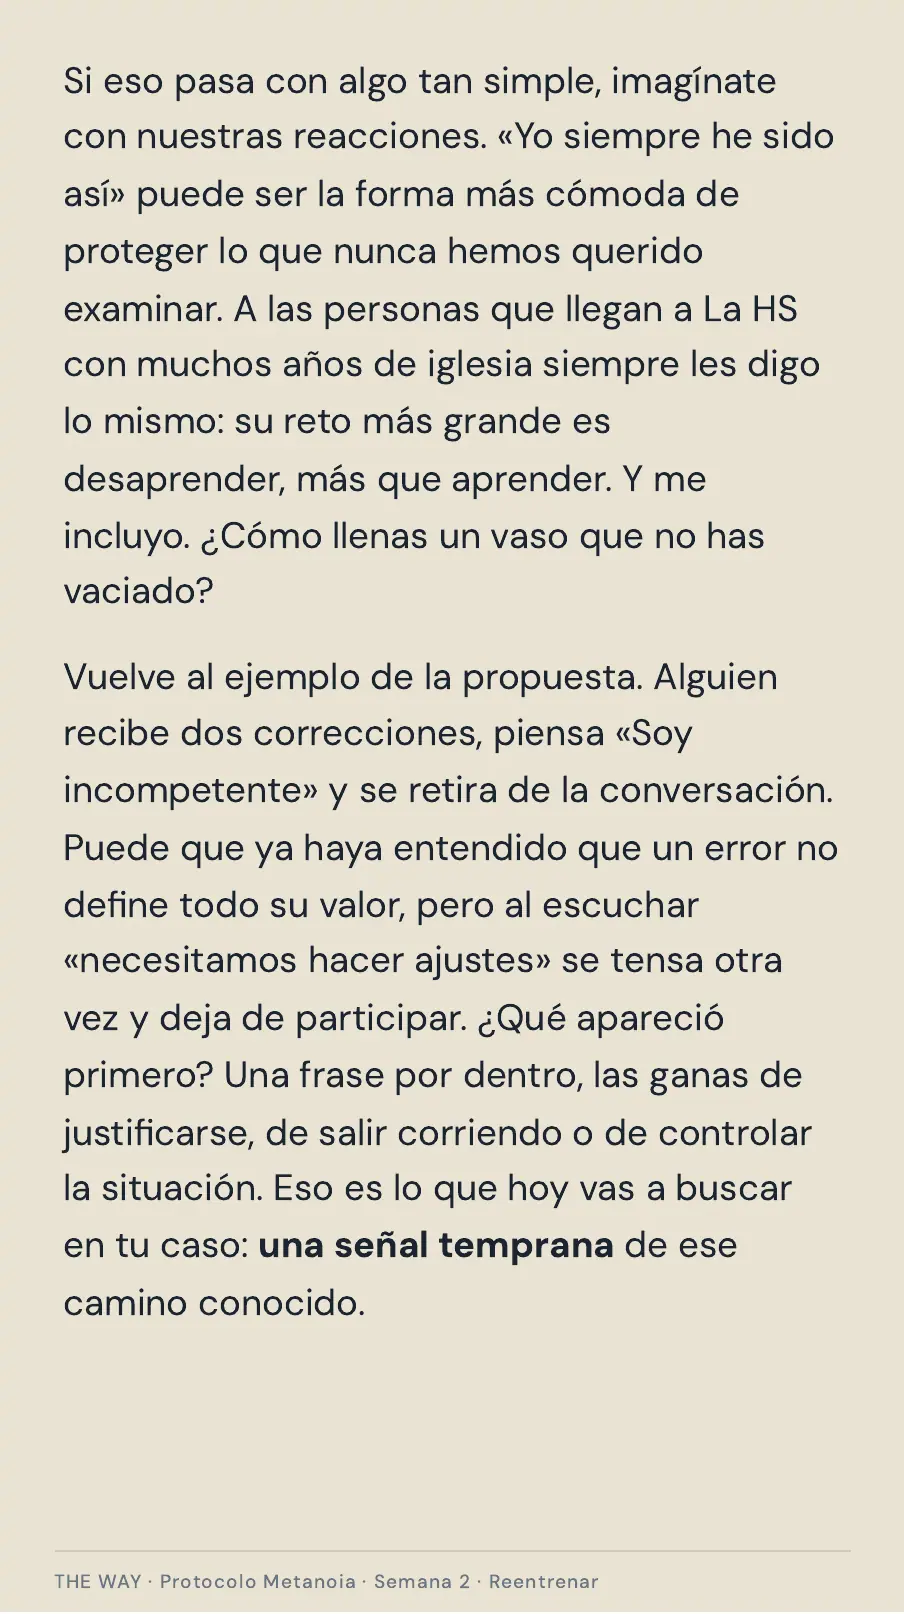 Si eso pasa con algo tan simple, imagínate
con nuestras reacciones. «Yo siempre he sido
así» puede ser la forma más cómoda de
proteger lo que nunca hemos querido
examinar. A las personas que llegan a La HS
con muchos años de iglesia siempre les digo
lo mismo: su reto más grande es
desaprender, más que aprender. Y me
incluyo. ¿Cómo llenas un vaso que no has
vaciado?
Vuelve al ejemplo de la propuesta. Alguien
recibe dos correcciones, piensa «Soy
incompetente» y se retira de la conversación.
Puede que ya haya entendido que un error no
define todo su valor, pero al escuchar
«necesitamos hacer ajustes» se tensa otra
vez y deja de participar. ¿Qué apareció
primero? Una frase por dentro, las ganas de
justificarse, de salir corriendo o de controlar
la situación. Eso es lo que hoy vas a buscar
en tu caso: una señal temprana de ese
camino conocido.
THE WAY · Protocolo Metanoia · Semana 2 · Reentrenar